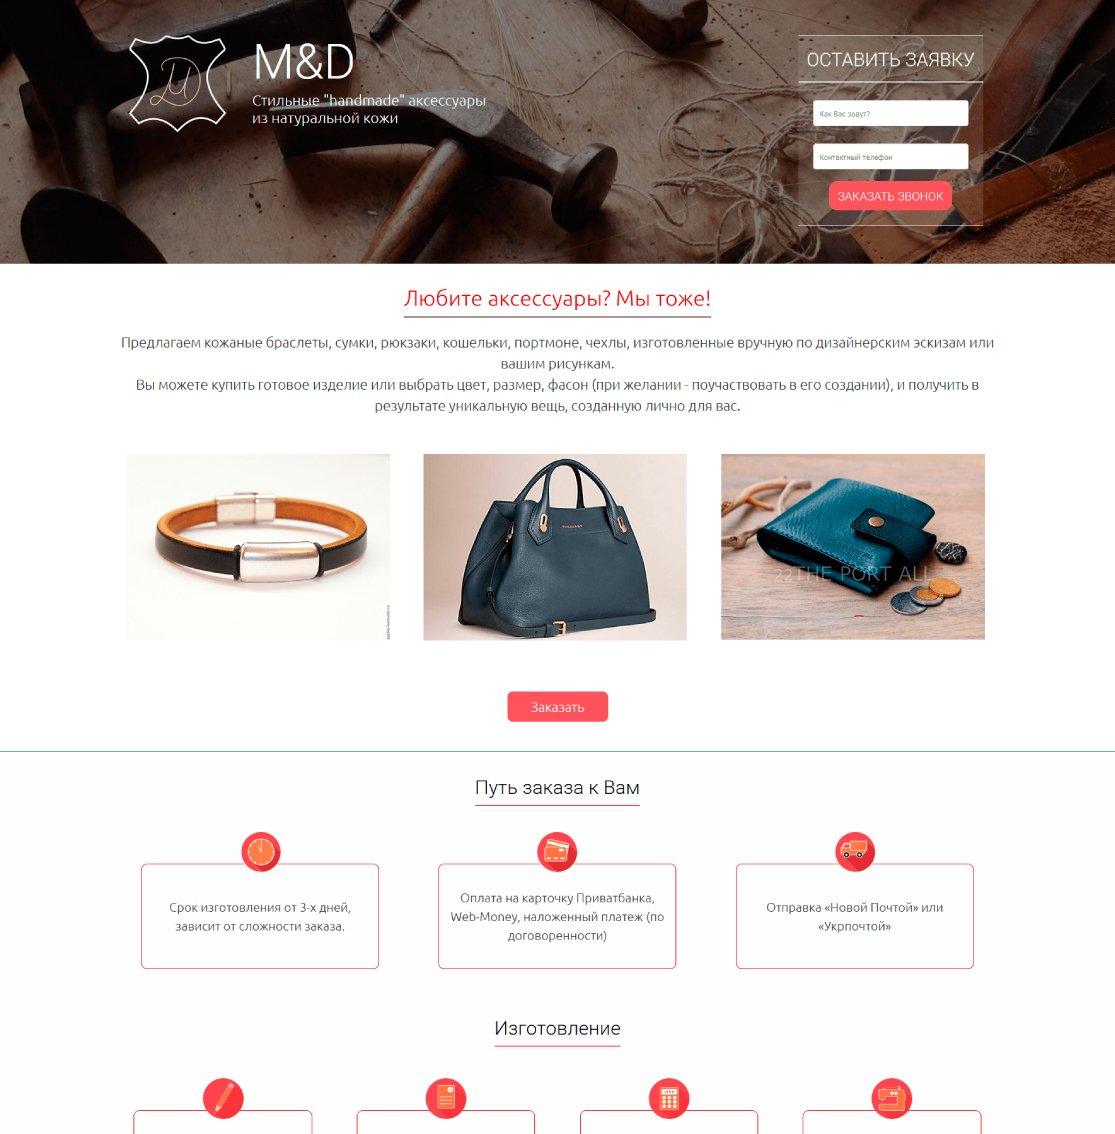 M&D
Стильные "handmade" аксессуары
из натуральной кожи
ОСТАВИТЬ ЗАЯВКУ
Как Вас зовут?
Контактный телефон
ЗАКАЗАТЬ ЗВОНОК
Любите аксессуары? Мы тоже!
Предлагаем кожаные браслеты, сумки, рюкзаки, кошельки, портмоне, чехлы, изготовленные вручную по дизайнерским эскизам или
вашим рисункам.
Вы можете купить готовое изделие или выбрать цвет, размер, фасон (при желании - поучаствовать в его создании), и получить в
результате уникальную вещь, созданную лично для вас.
THE PORT ALL
Заказать
Путь заказа к Вам
Срок изготовления от 3-х дней,
зависит от сложности заказа.
Оплата на карточку Приватбанка,
Web-Money, наложенный платеж (по
договоренности)
Отправка «Новой Почтой» или
«Укрпочтой»
Изготовление